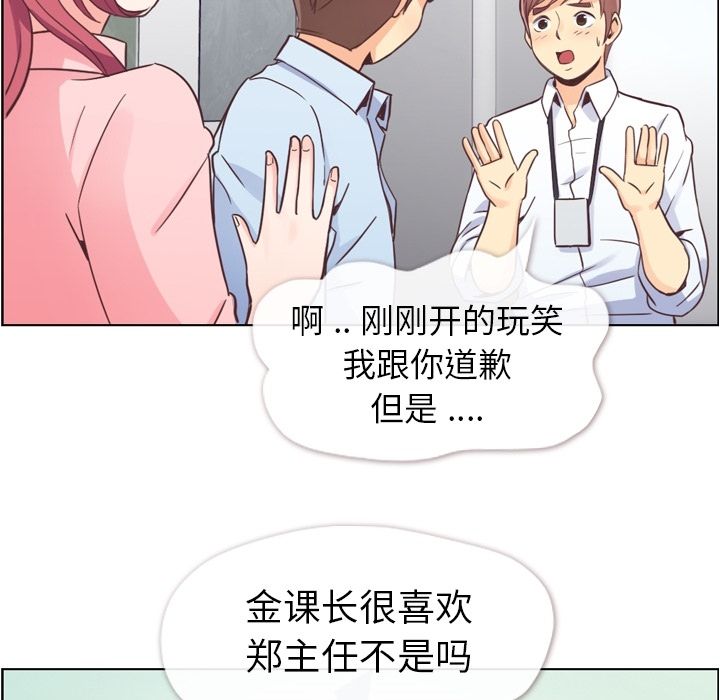 啊 .. 刚刚开的玩笑
我跟你道歉
但是 ....
金课长很喜欢
郑主任不是吗